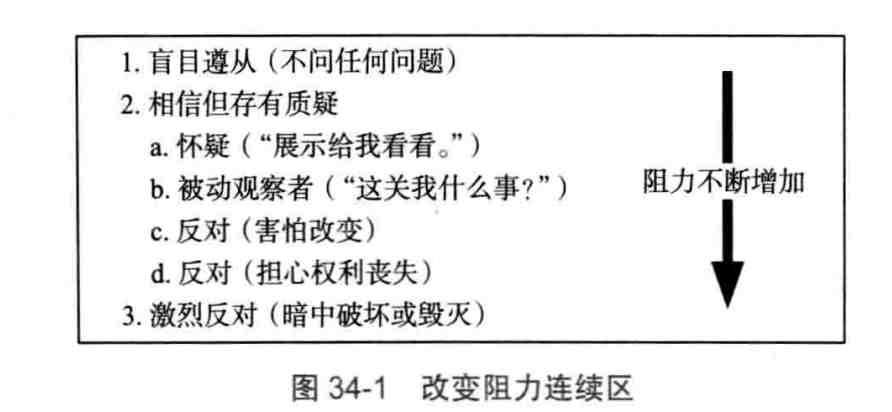 1. 盲目遵从（不问任何问题）
2. 相信但存有质疑
a. 怀疑（“展示给我看看。”）
b. 被动观察者（“这关我什么事?”）
c. 反对（害怕改变）
d. 反对（担心权利丧失）
3. 激烈反对（暗中破坏或毁灭）
阻力不断增加
图 34-1 改变阻力连续区